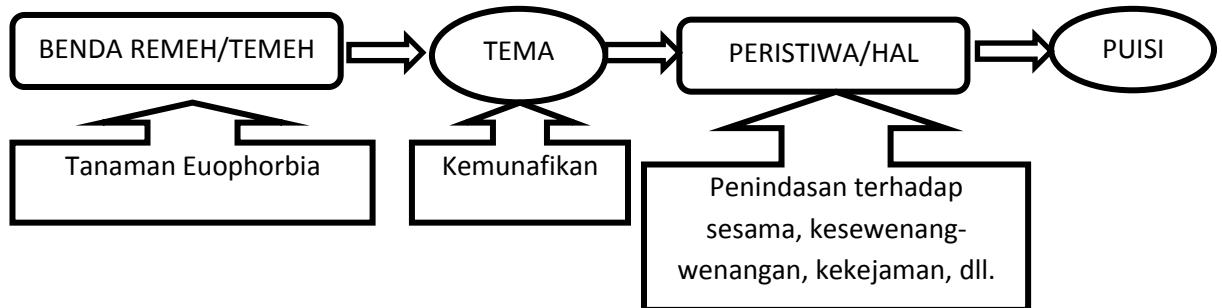 BENDA REMEH/TEMEH
TEMA
PERISTIWA/HAL
PUISI
Tanaman Euophorbia
Kemunafikan
Penindasan terhadap
sesama, kesewenang-
wenangan, kekejaman, dll.